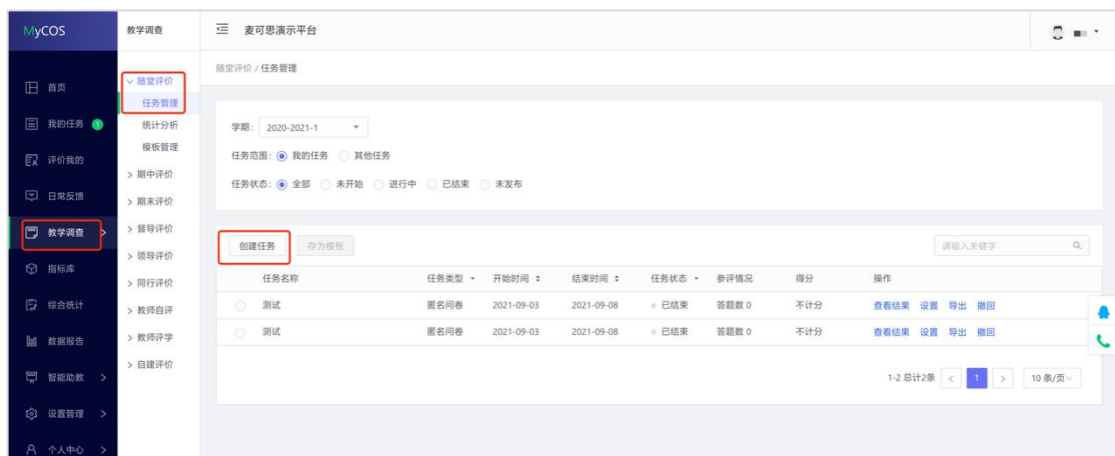 MyCOS
教学调查
麦可思演示平台
随堂评价 / 任务管理
首页
我的任务 1
评价我的
日常反馈
教学调查 >
指标库
综合统计
数据报告
智能助教 >
设置管理 >
个人中心 >
随堂评价
任务管理
统计分析
模板管理
> 期中评价
> 期末评价
> 督导评价
> 领导评价
> 同行评价
> 教师自评
> 教师评学
> 自建评价
学期: 2020-2021-1
任务范围: 我的任务 其他任务
任务状态: 全部 未开始 进行中 已结束 未发布
创建任务 存为模板 请输入关键字
任务名称 任务类型 开始时间 结束时间 任务状态 参评情况 得分 操作
测试 匿名问卷 2021-09-03 2021-09-08 已结束 答题数 0 不计分 查看结果 设置 导出 撤回
测试 匿名问卷 2021-09-03 2021-09-08 已结束 答题数 0 不计分 查看结果 设置 导出 撤回
1-2 总计2条 < 1 > 10 条/页